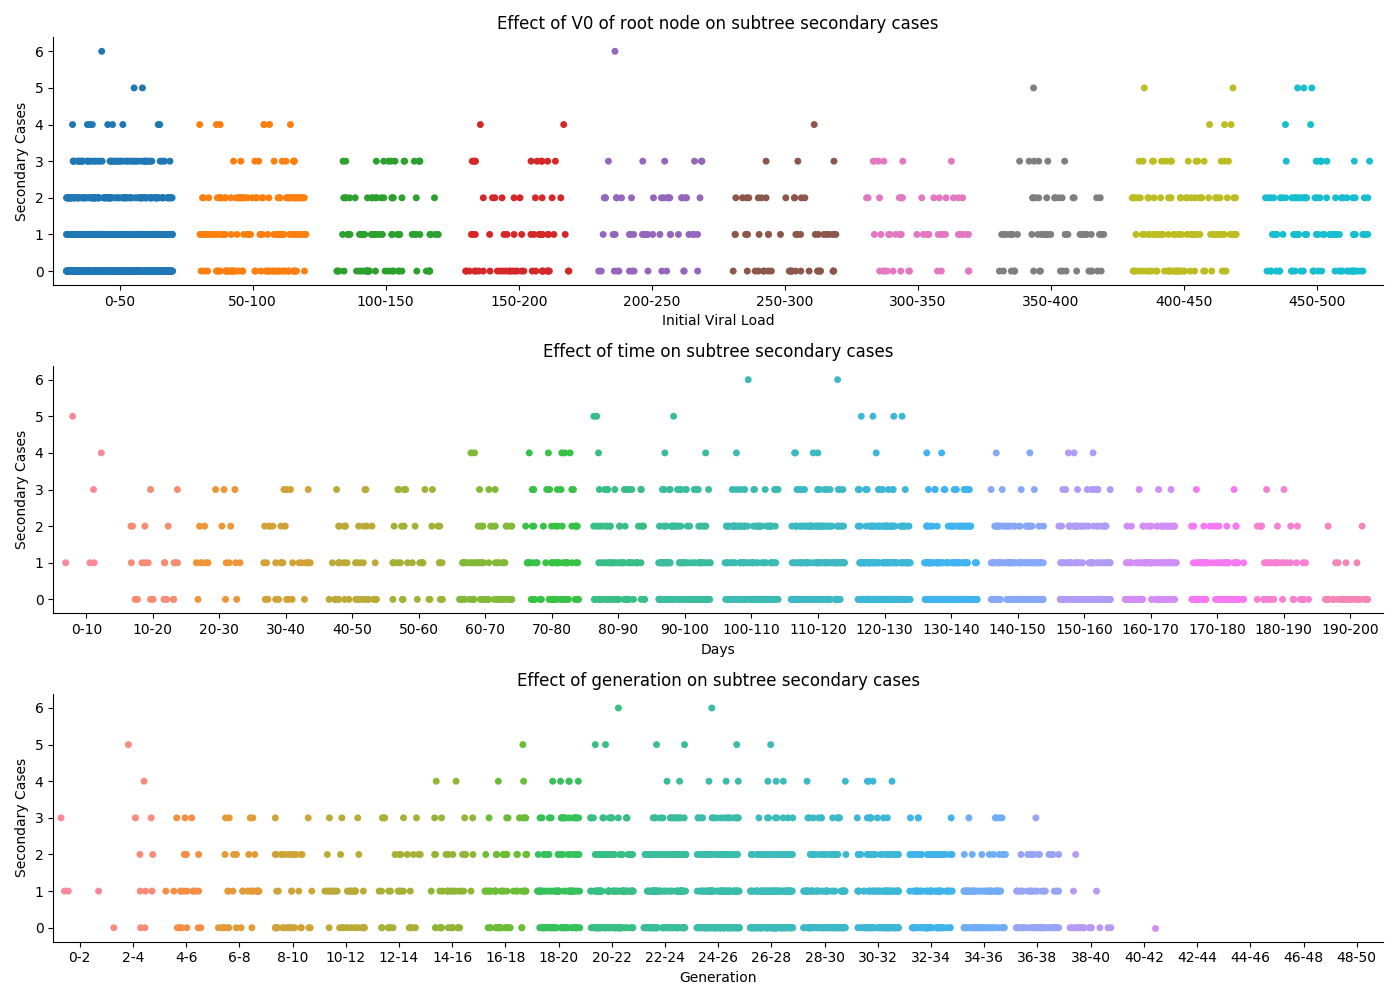 Effect of V0 of root node on subtree secondary cases
Secondary Cases
6
5
4
3
2
1
0
0-50 50-100 100-150 150-200 200-250 250-300 300-350 350-400 400-450 450-500
Initial Viral Load
Effect of time on subtree secondary cases
Secondary Cases
6
5
4
3
2
1
0
0-10 10-20 20-30 30-40 40-50 50-60 60-70 70-80 80-90 90-100 100-110 110-120 120-130 130-140 140-150 150-160 160-170 170-180 180-190 190-200
Days
Effect of generation on subtree secondary cases
Secondary Cases
6
5
4
3
2
1
0
0-2 2-4 4-6 6-8 8-10 10-12 12-14 14-16 16-18 18-20 20-22 22-24 24-26 26-28 28-30 30-32 32-34 34-36 36-38 38-40 40-42 42-44 44-46 46-48 48-50
Generation